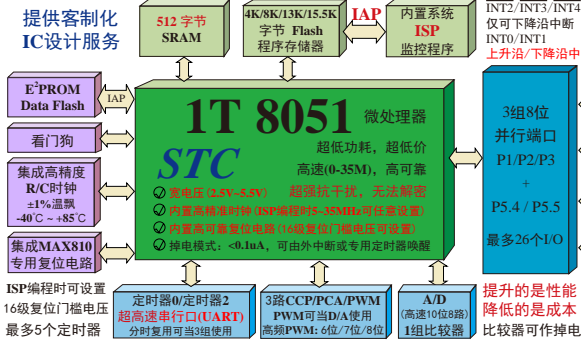 提供客制化
IC设计服务
512 字节
SRAM
4K/8K/13K/15.5K
字节 Flash
程序存储器
IAP
内置系统
ISP
监控程序
INT2/INT3/INT4
仅可下降沿中断
INT0/INT1
上升沿/下降沿中
E²PROM
Data Flash
IAP
看门狗
集成高精度
R/C时钟
±1%温飘
-40℃～+85℃
集成MAX810
专用复位电路
1T 8051 微处理器
STC
超低功耗，超低价
高速(0-35M)，高可靠
宽电压(2.5V~5.5V) 超强抗干扰，无法解密
内置高精准时钟(ISP编程时5~35MHz可任意设置)
内置高可靠复位电路(16级复位门槛电压可设置)
掉电模式：<0.1uA，可由外中断或专用定时器唤醒
3组8位
并行端口
P1/P2/P3
+
P5.4 / P5.5
最多26个I/O
ISP编程时可设置
16级复位门槛电压
最多5个定时器
定时器0/定时器2
超高速串行口(UART)
分时复用可当3组使用
3路CCP/PCA/PWM
PWM可当D/A使用
高频PWM: 6位/7位/8位
A/D
(高速10位8路)
1组比较器
提升的是性能
降低的是成本
比较器可作掉电